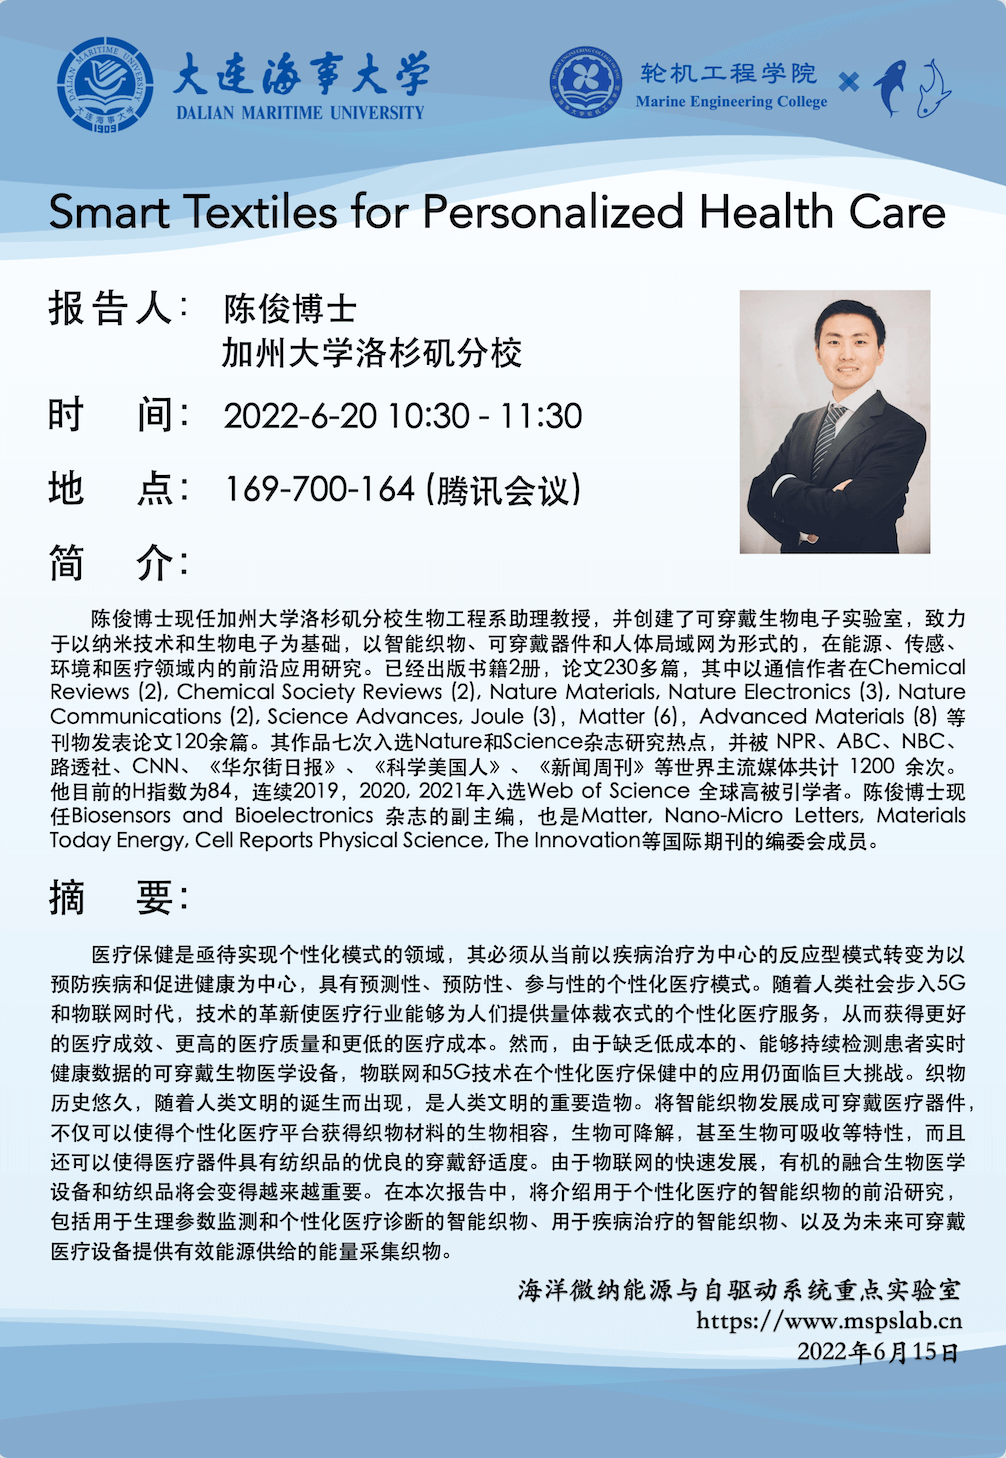 大连海事大学
DALIAN MARITIME UNIVERSITY
DALIAN MARITIME UNIVERSITY
大连海事大学
1909
轮机工程学院
Marine Engineering College
Smart Textiles for Personalized Health Care
报告人： 陈俊博士
加州大学洛杉矶分校
时 间： 2022-6-20 10:30 - 11:30
地 点： 169-700-164 (腾讯会议)
简 介：
陈俊博士现任加州大学洛杉矶分校生物工程系助理教授，并创建了可穿戴生物电子实验室，致力
于以纳米技术和生物电子为基础，以智能织物、可穿戴器件和人体局域网为形式的，在能源、传感、
环境和医疗领域内的前沿应用研究。已经出版书籍2册，论文230多篇，其中以通信作者在Chemical
Reviews (2), Chemical Society Reviews (2), Nature Materials, Nature Electronics (3), Nature
Communications (2), Science Advances, Joule (3)，Matter (6)，Advanced Materials (8) 等
刊物发表论文120余篇。其作品七次入选Nature和Science杂志研究热点，并被 NPR、ABC、NBC、
路透社、CNN、《华尔街日报》、《科学美国人》、《新闻周刊》等世界主流媒体共计 1200 余次。
他目前的H指数为84，连续2019，2020, 2021年入选Web of Science 全球高被引学者。陈俊博士现
任Biosensors and Bioelectronics 杂志的副主编，也是Matter, Nano-Micro Letters, Materials
Today Energy, Cell Reports Physical Science, The Innovation等国际期刊的编委会成员。
摘 要：
医疗保健是亟待实现个性化模式的领域，其必须从当前以疾病治疗为中心的反应型模式转变为以
预防疾病和促进健康为中心，具有预测性、预防性、参与性的个性化医疗模式。随着人类社会步入5G
和物联网时代，技术的革新使医疗行业能够为人们提供量体裁衣式的个性化医疗服务，从而获得更好
的医疗成效、更高的医疗质量和更低的医疗成本。然而，由于缺乏低成本的、能够持续检测患者实时
健康数据的可穿戴生物医学设备，物联网和5G技术在个性化医疗保健中的应用仍面临巨大挑战。织物
历史悠久，随着人类文明的诞生而出现，是人类文明的重要造物。将智能织物发展成可穿戴医疗器件，
不仅可以使得个性化医疗平台获得织物材料的生物相容，生物可降解，甚至生物可吸收等特性，而且
还可以使得医疗器件具有纺织品的优良的穿戴舒适度。由于物联网的快速发展，有机的融合生物医学
设备和纺织品将会变得越来越重要。在本次报告中，将介绍用于个性化医疗的智能织物的前沿研究，
包括用于生理参数监测和个性化医疗诊断的智能织物、用于疾病治疗的智能织物、以及为未来可穿戴
医疗设备提供有效能源供给的能量采集织物。
海洋微纳能源与自驱动系统重点实验室
https://www.mspslab.cn
2022年6月15日